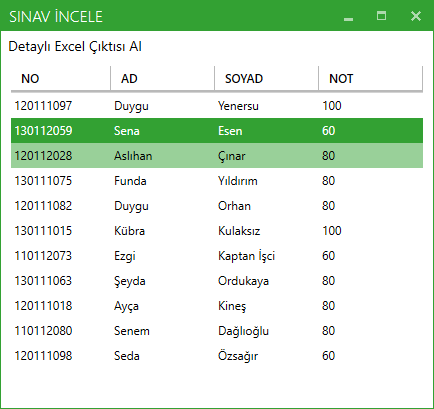 SINAV İNCELE
Detaylı Excel Çıktısı Al
NO AD SOYAD NOT
120111097 Duygu Yenersu 100
130112059 Sena Esen 60
120112028 Aslıhan Çınar 80
130111075 Funda Yıldırım 80
120111082 Duygu Orhan 80
130111015 Kübra Kulaksız 100
110112073 Ezgi Kaptan İşci 60
130111063 Şeyda Ordukaya 80
120111018 Ayça Kineş 80
110112080 Senem Dağlıoğlu 80
120111098 Seda Özsağır 60